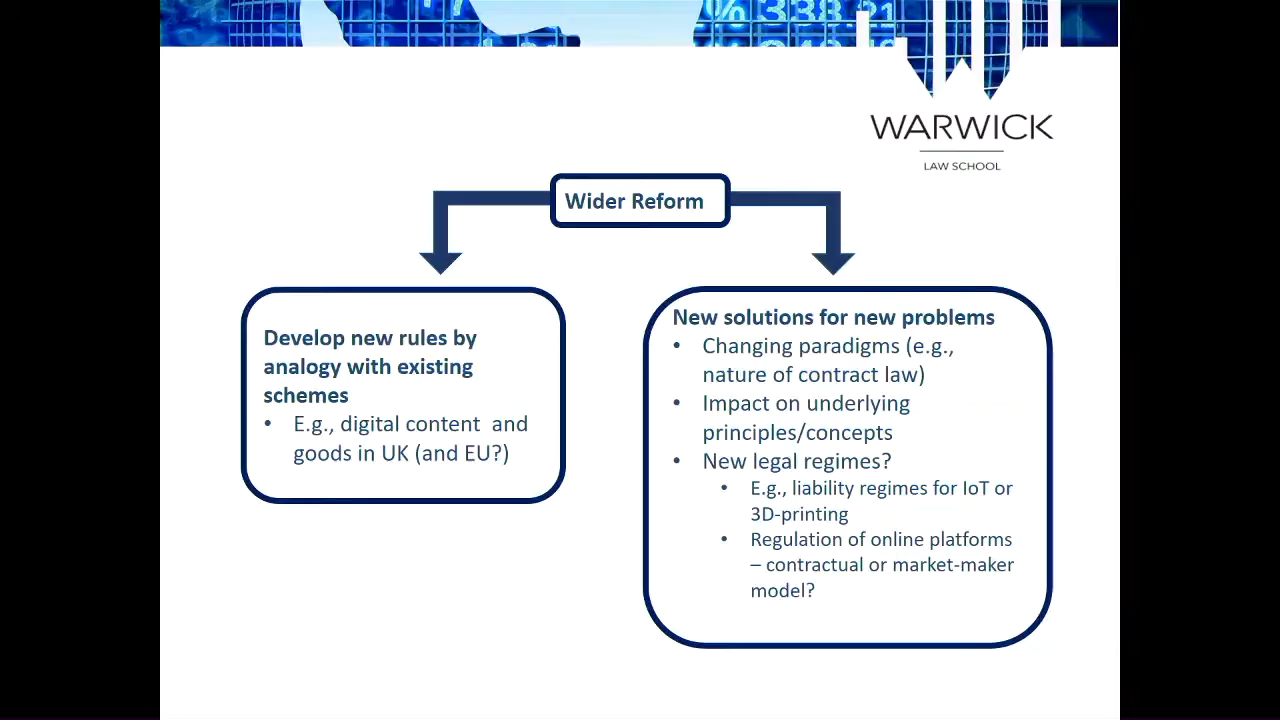 % 338.21
WARWICK
LAW SCHOOL
Wider Reform
Develop new rules by
analogy with existing
schemes
• E.g., digital content and
goods in UK (and EU?)
New solutions for new problems
• Changing paradigms (e.g.,
nature of contract law)
• Impact on underlying
principles/concepts
• New legal regimes?
• E.g., liability regimes for IoT or
3D-printing
• Regulation of online platforms
– contractual or market-maker
model?